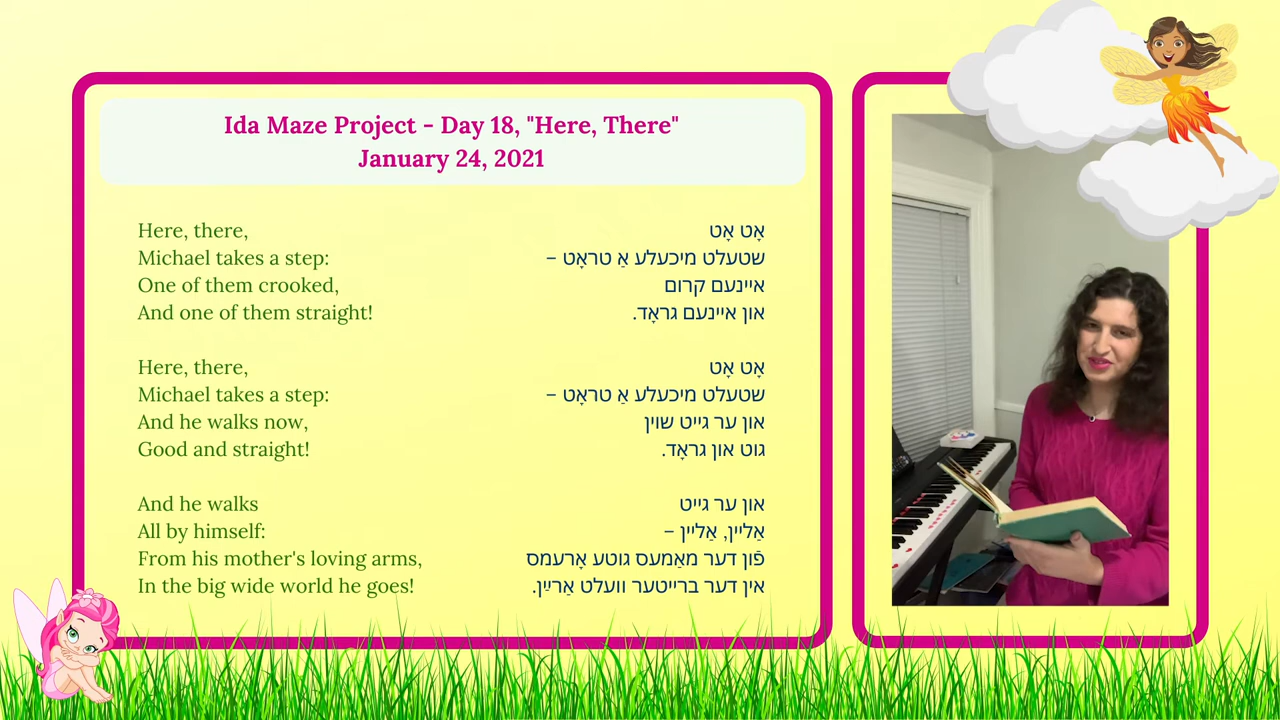 Ida Maze Project - Day 18, "Here, There"
January 24, 2021
Here, there,
Michael takes a step:
One of them crooked,
And one of them straight!
Here, there,
Michael takes a step:
And he walks now,
Good and straight!
And he walks
All by himself:
From his mother's loving arms,
In the big wide world he goes!
אָט אָט
שטעלט מיכעלע אַ טראָט –
איינעם קרום
און איינעם גראָד.
אָט אָט
שטעלט מיכעלע אַ טראָט –
און ער גייט שוין
גוט און גראָד.
און ער גייט
אַליין, אַליין –
פֿון דער מאַמעס גוטע אָרעמס
אין דער ברייטער וועלט אַרײַן.